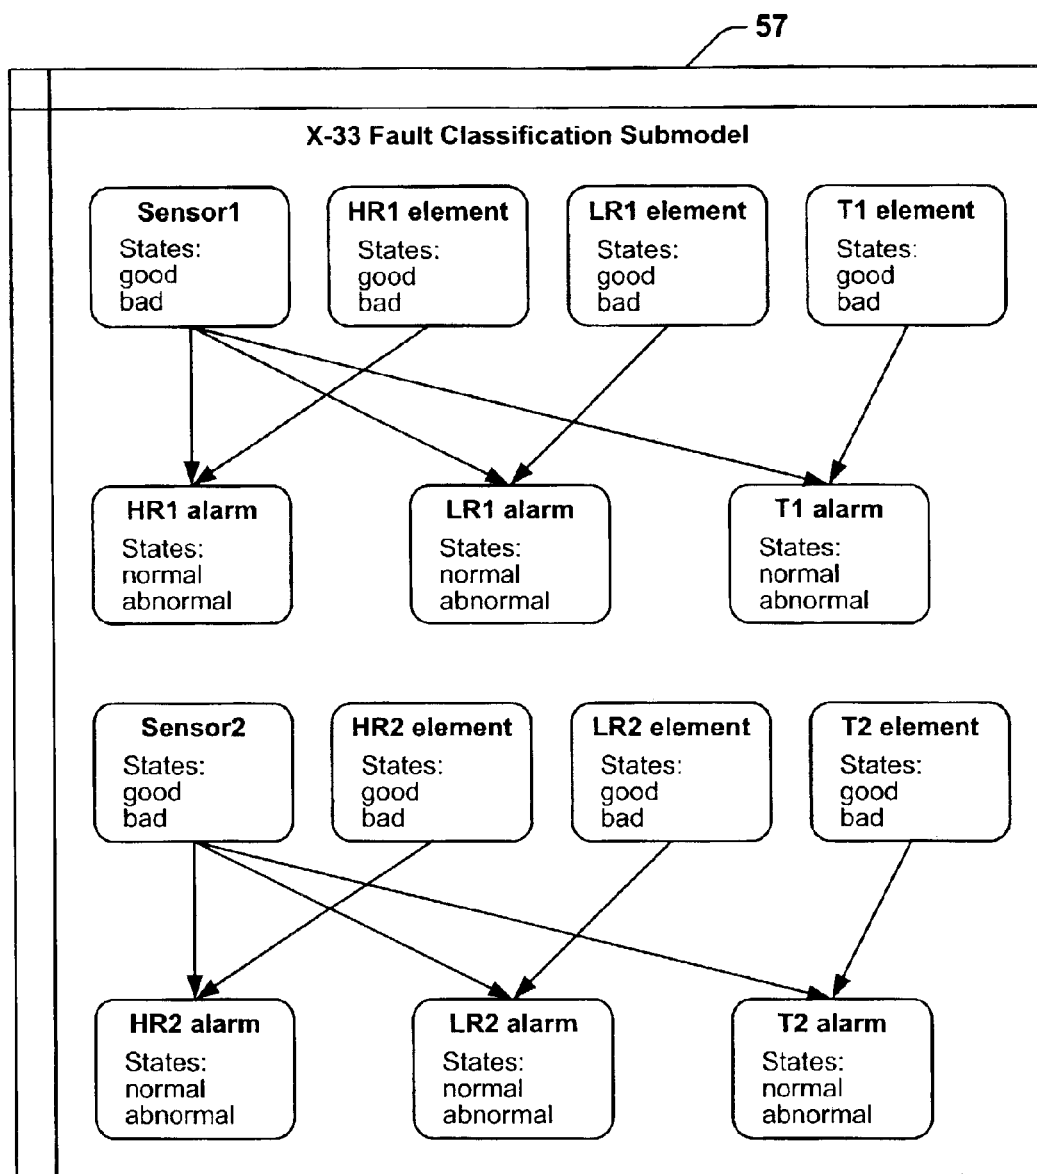 57
X-33 Fault Classification Submodel
Sensor1
States:
good
bad
HR1 element
States:
good
bad
LR1 element
States:
good
bad
T1 element
States:
good
bad
HR1 alarm
States:
normal
abnormal
LR1 alarm
States:
normal
abnormal
T1 alarm
States:
normal
abnormal
Sensor2
States:
good
bad
HR2 element
States:
good
bad
LR2 element
States:
good
bad
T2 element
States:
good
bad
HR2 alarm
States:
normal
abnormal
LR2 alarm
States:
normal
abnormal
T2 alarm
States:
normal
abnormal